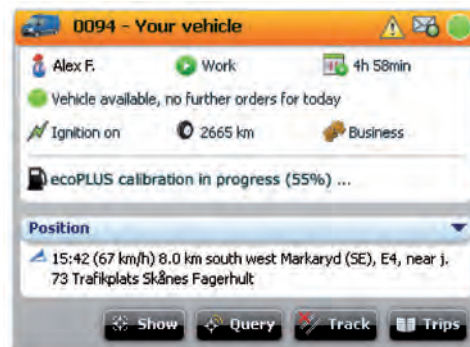 0094 - Your vehicle
Alex F. Work 4h 58min
Vehicle available, no further orders for today
Ignition on 2665 km Business
ecoPLUS calibration in progress (55%) ...
Position
15:42 (67 km/h) 8.0 km south west Markaryd (SE), E4, near j.
73 Trafikplats Skånes Fagerhult
Show Query Track Trips